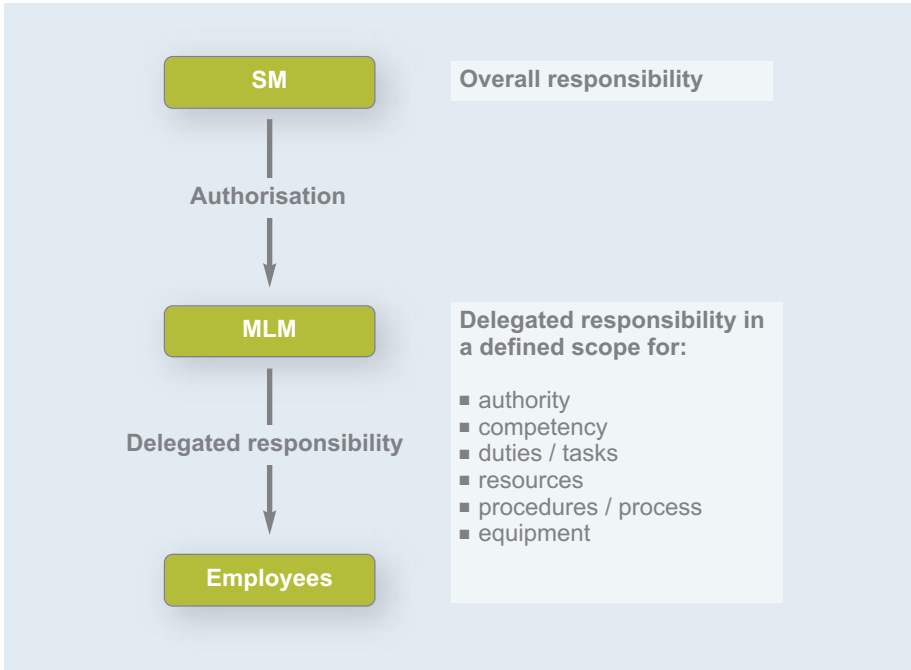 SM
Overall responsibility
Authorisation
MLM
Delegated responsibility in
a defined scope for:
■ authority
■ competency
■ duties / tasks
■ resources
■ procedures / process
■ equipment
Delegated responsibility
Employees